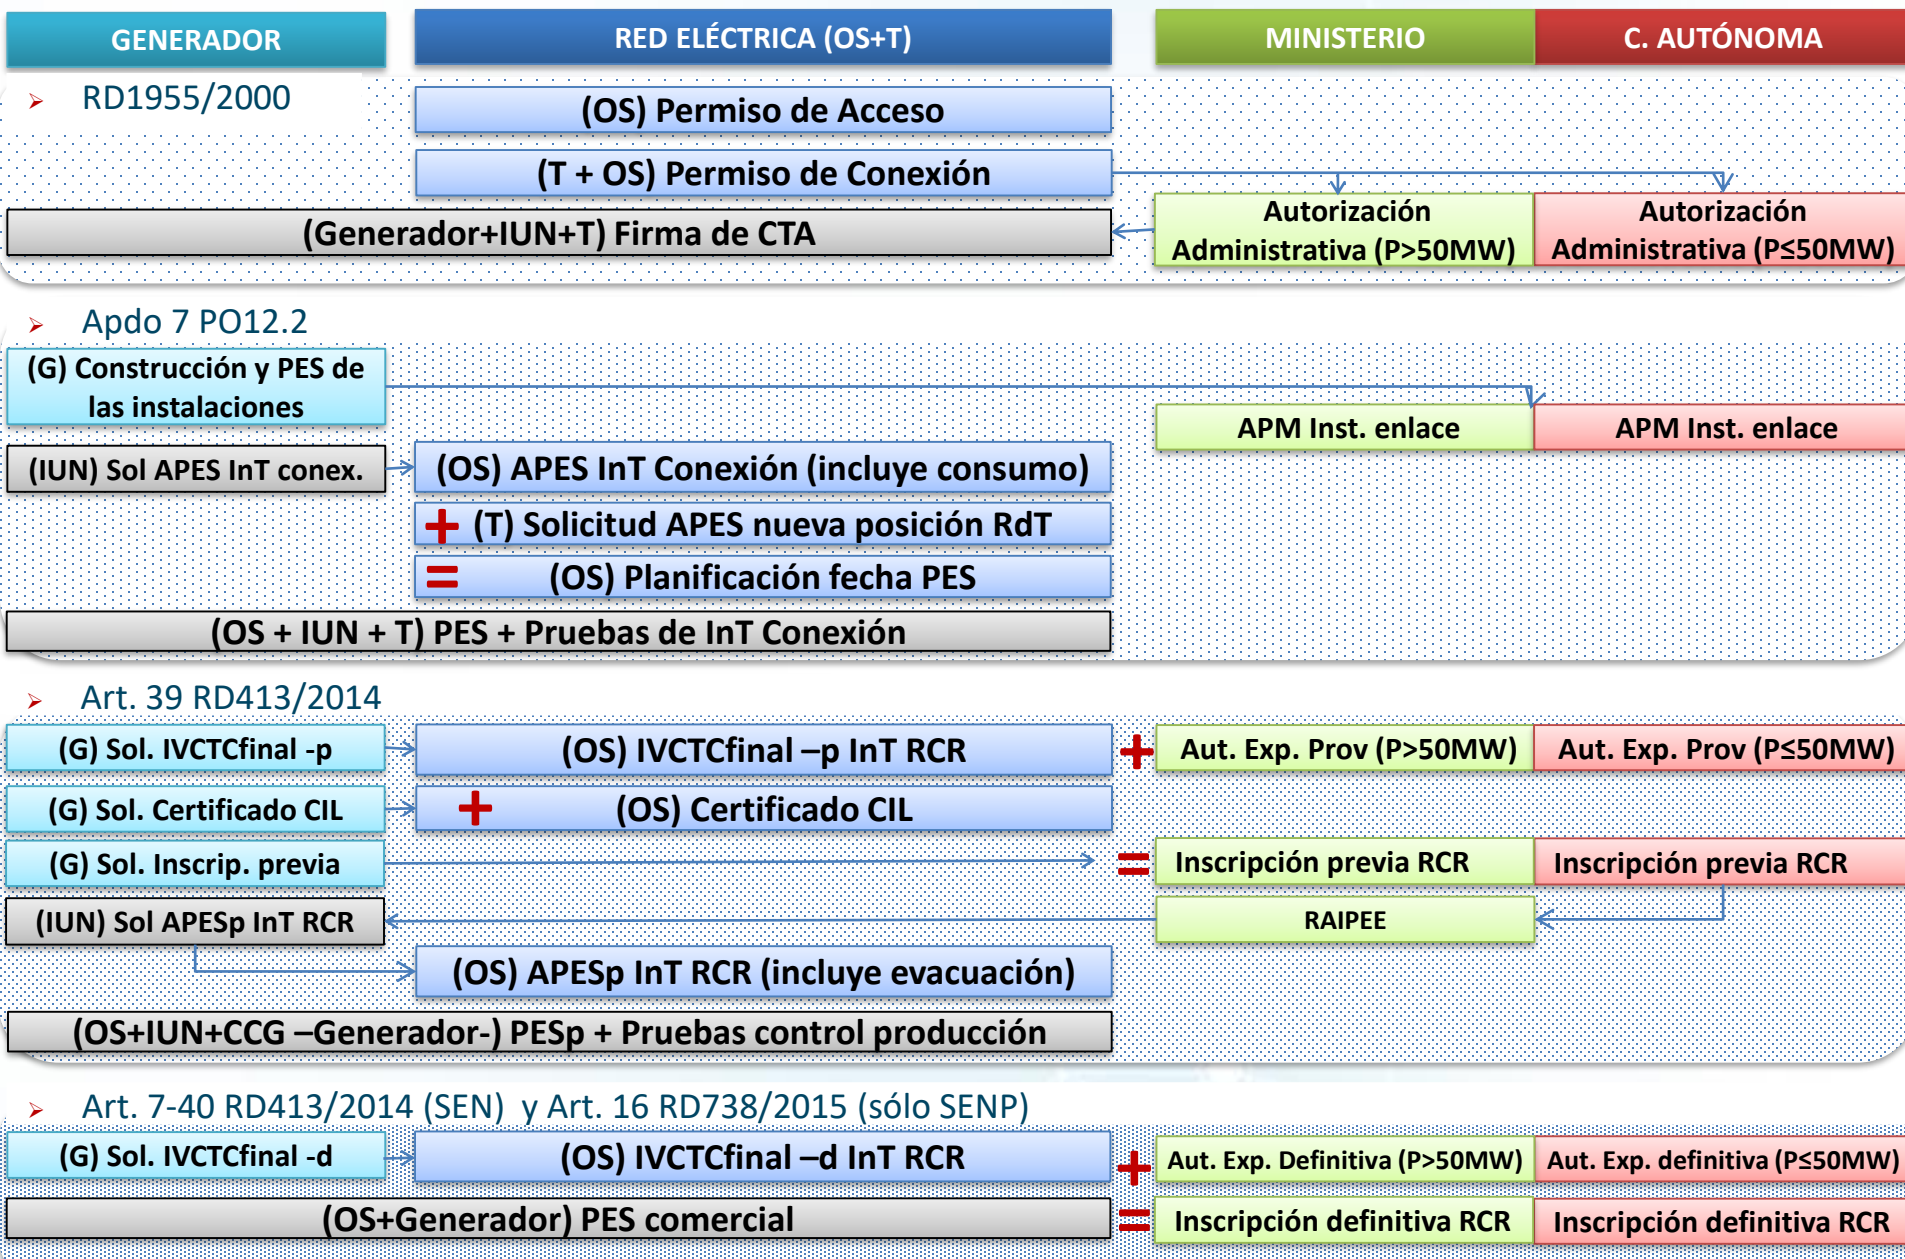 GENERADOR
RED ELÉCTRICA (OS+T)
MINISTERIO
C. AUTÓNOMA
RD1955/2000
(OS) Permiso de Acceso
(T + OS) Permiso de Conexión
(Generador+IUN+T) Firma de CTA
Autorización
Administrativa (P>50MW)
Autorización
Administrativa (P≤50MW)
Apdo 7 PO12.2
(G) Construcción y PES de
las instalaciones
APM Inst. enlace
APM Inst. enlace
(IUN) Sol APES InT conex.
(OS) APES InT Conexión (incluye consumo)
+ (T) Solicitud APES nueva posición RdT
= (OS) Planificación fecha PES
(OS + IUN + T) PES + Pruebas de InT Conexión
Art. 39 RD413/2014
(G) Sol. IVCTCfinal -p
(OS) IVCTCfinal –p InT RCR
+
Aut. Exp. Prov (P>50MW)
Aut. Exp. Prov (P≤50MW)
(G) Sol. Certificado CIL
+ (OS) Certificado CIL
(G) Sol. Inscrip. previa
=
Inscripción previa RCR
Inscripción previa RCR
(IUN) Sol APESp InT RCR
RAIPEE
(OS) APESp InT RCR (incluye evacuación)
(OS+IUN+CCG –Generador-) PESp + Pruebas control producción
Art. 7-40 RD413/2014 (SEN) y Art. 16 RD738/2015 (sólo SENP)
(G) Sol. IVCTCfinal -d
(OS) IVCTCfinal –d InT RCR
+
Aut. Exp. Definitiva (P>50MW)
Aut. Exp. definitiva (P≤50MW)
(OS+Generador) PES comercial
=
Inscripción definitiva RCR
Inscripción definitiva RCR